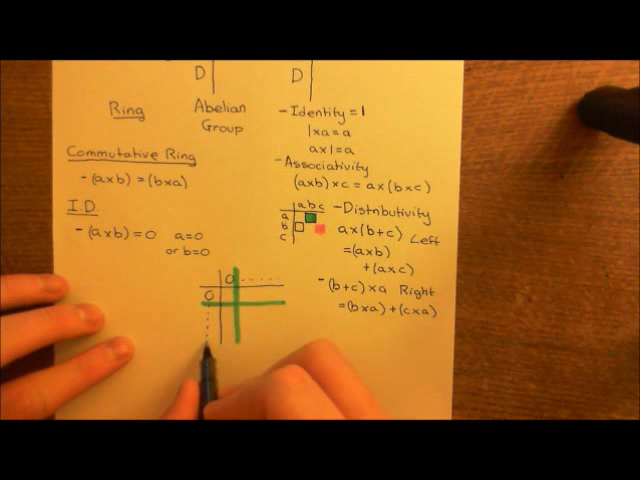 D
D
Ring
Abelian
Group
Commutative Ring
- (axb) = (bxa)
I.D
- (axb) = 0 a=0
or b=0
0 . . . . .
0
- Identity = 1
1xa = a
ax1 = a
- Associativity
(axb)xc = ax(bxc)
a b c
a
b
c
- Distributivity
ax(b+c) Left
= (axb)
+ (axc)
- (b+c)xa Right
= (bxa) + (cxa)